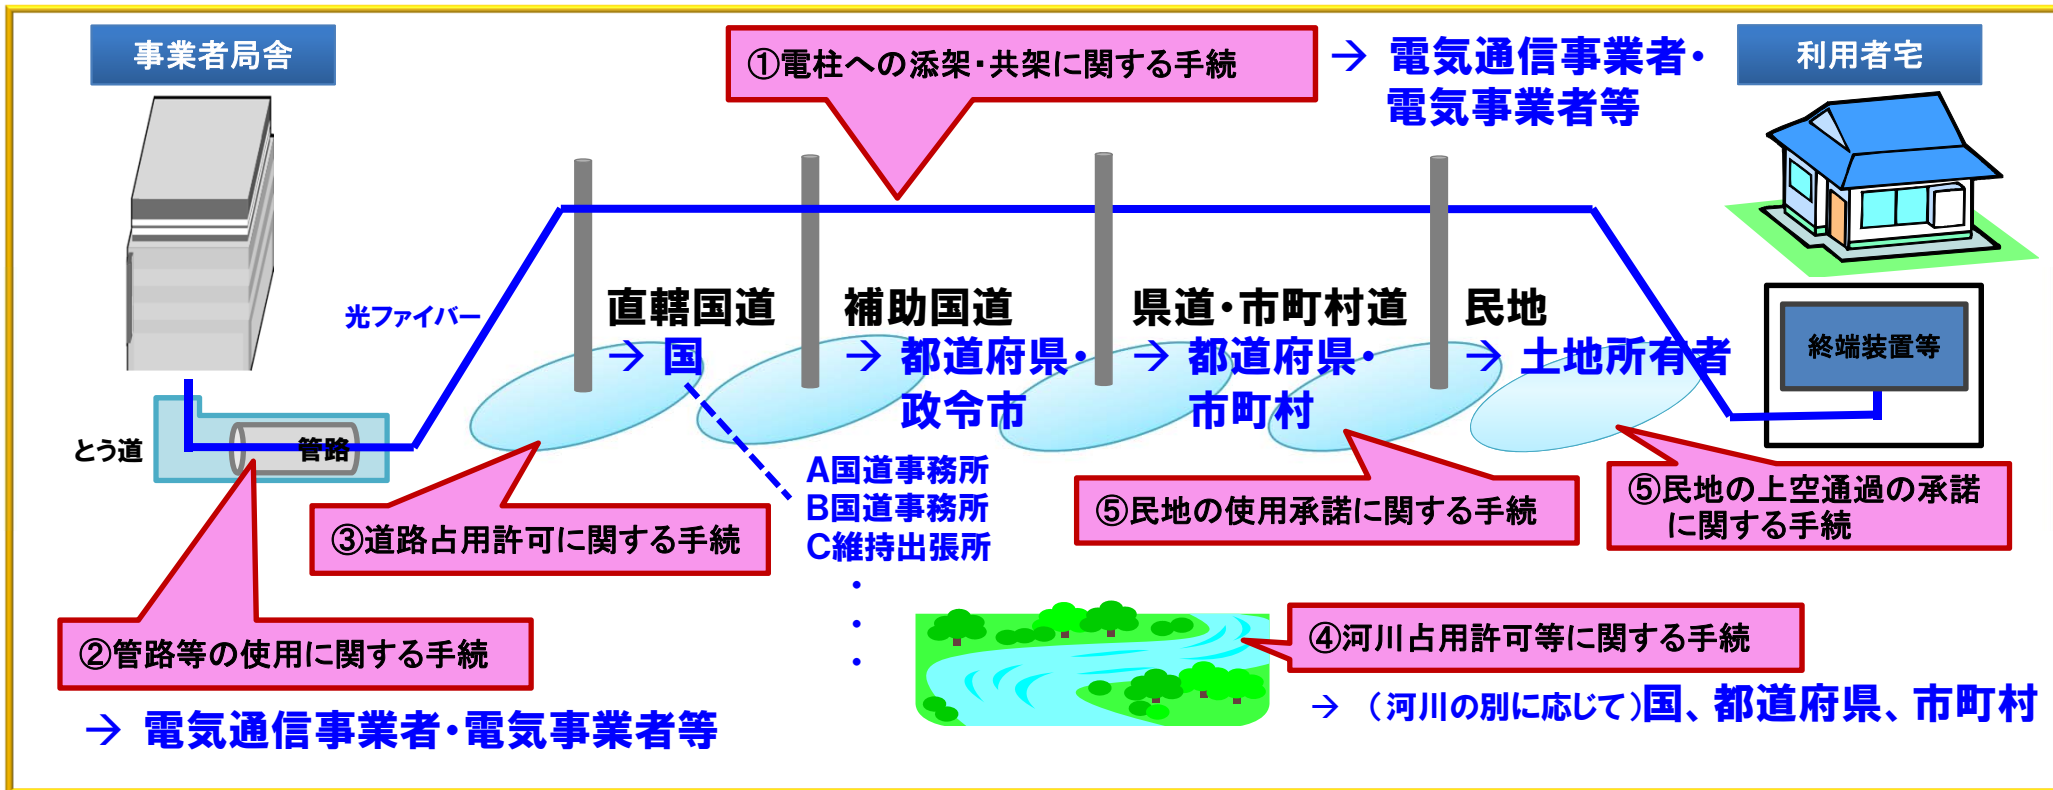 事業者局舎
①電柱への添架・共架に関する手続
→ 電気通信事業者・
電気事業者等
利用者宅
光ファイバー
直轄国道
→ 国
補助国道
→ 都道府県・
政令市
県道・市町村道
→ 都道府県・
市町村
民地
→ 土地所有者
終端装置等
とう道
管路
A国道事務所
B国道事務所
C維持出張所
・
・
・
③道路占用許可に関する手続
⑤民地の使用承諾に関する手続
⑤民地の上空通過の承諾
に関する手続
②管路等の使用に関する手続
→ 電気通信事業者・電気事業者等
④河川占用許可等に関する手続
→ （河川の別に応じて）国、都道府県、市町村